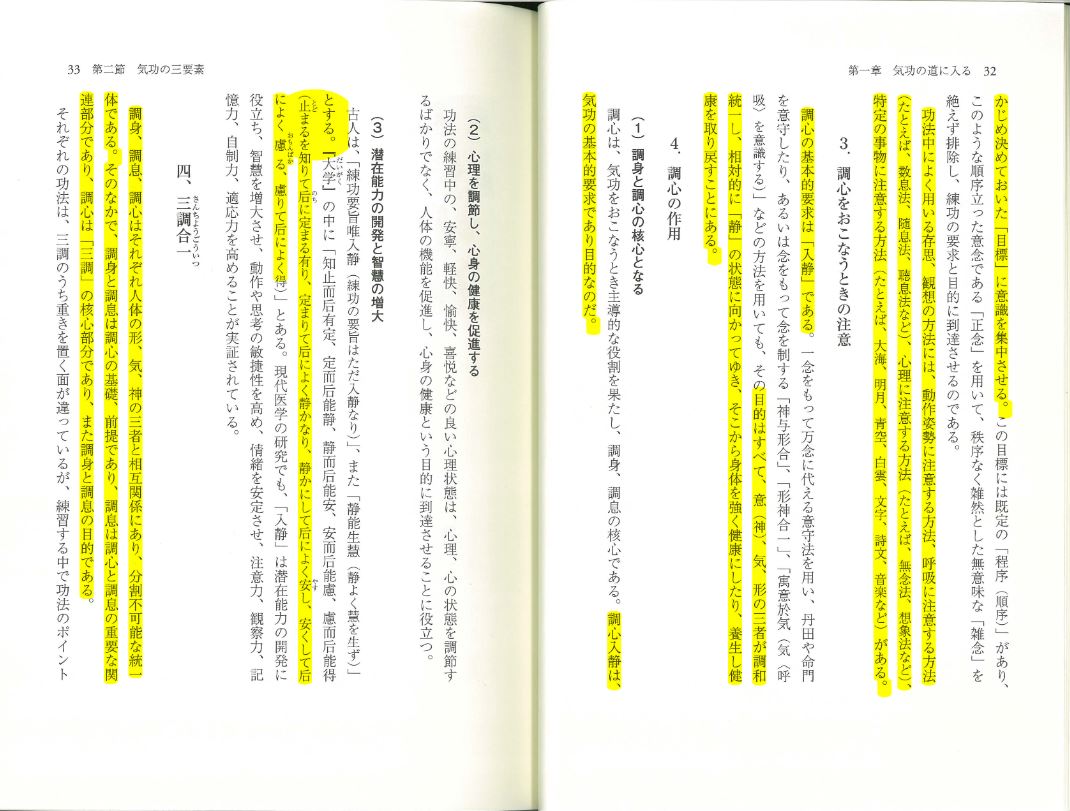 第一章　気功の道に入る　32
かじめ決めておいた「目標」に意識を集中させる。この目標には既定の「程序（順序）」があり、
このような順序立った意念である「正念」を用いて、秩序なく雑然とした無意味な「雑念」を
絶えず排除し、練功の要求と目的に到達させるのである。
功法中によく用いる存思、観想の方法には、動作姿勢に注意する方法、呼吸に注意する方法
（たとえば、数息法、随息法、聴息法など）、心理に注意する方法（たとえば、無念法、想象法など）、
特定の事物に注意する方法（たとえば、大海、明月、青空、白雲、文字、詩文、音楽など）がある。
3．調心をおこなうときの注意
調心の基本的要求は「入静」である。一念をもって万念に代える意守法を用い、丹田や命門
を意守したり、あるいは念をもって念を制する「神与形合」、「形神合一」、「寓意於気（気〈呼
吸〉を意識する）」などの方法を用いても、その目的はすべて、意（神）、気、形の三者が調和
統一し、相対的に「静」の状態に向かってゆき、そこから身体を強く健康にしたり、養生し健
康を取り戻すことにある。
4．調心の作用
（1）調身と調心の核心となる
調心は、気功をおこなうとき主導的な役割を果たし、調身、調息の核心である。調心入静は、
気功の基本的要求であり目的なのだ。
33　第二節　気功の三要素
（2）心理を調節し、心身の健康を促進する
功法の練習中の、安寧、軽快、愉快、喜悦などの良い心理状態は、心理、心の状態を調節す
るばかりでなく、人体の機能を促進し、心身の健康という目的に到達させることに役立つ。
（3）潜在能力の開発と智慧の増大
古人は、「練功要旨唯入静（練功の要旨はただ入静なり）」、また「静能生慧（静よく慧を生ず）」
とする。『大学』の中に「知止而后有定、定而后能静、静而后能安、安而后能慮、慮而后能得
（止まるを知りて后に定まる有り、定まりて后によく静かなり、静かにして后によく安し、安くして后
によく慮る、慮りて后によく得）」とある。現代医学の研究でも、「入静」は潜在能力の開発に
役立ち、智慧を増大させ、動作や思考の敏捷性を高め、情緒を安定させ、注意力、観察力、記
憶力、自制力、適応力を高めることが実証されている。
四、三調合一
調身、調息、調心はそれぞれ人体の形、気、神の三者と相互関係にあり、分割不可能な統一
体である。そのなかで、調身と調息は調心の基礎、前提であり、調息は調心と調息の重要な関
連部分であり、調心は「三調」の核心部分であり、また調身と調息の目的である。
それぞれの功法は、三調のうち重きを置く面が違っているが、練習する中で功法のポイント